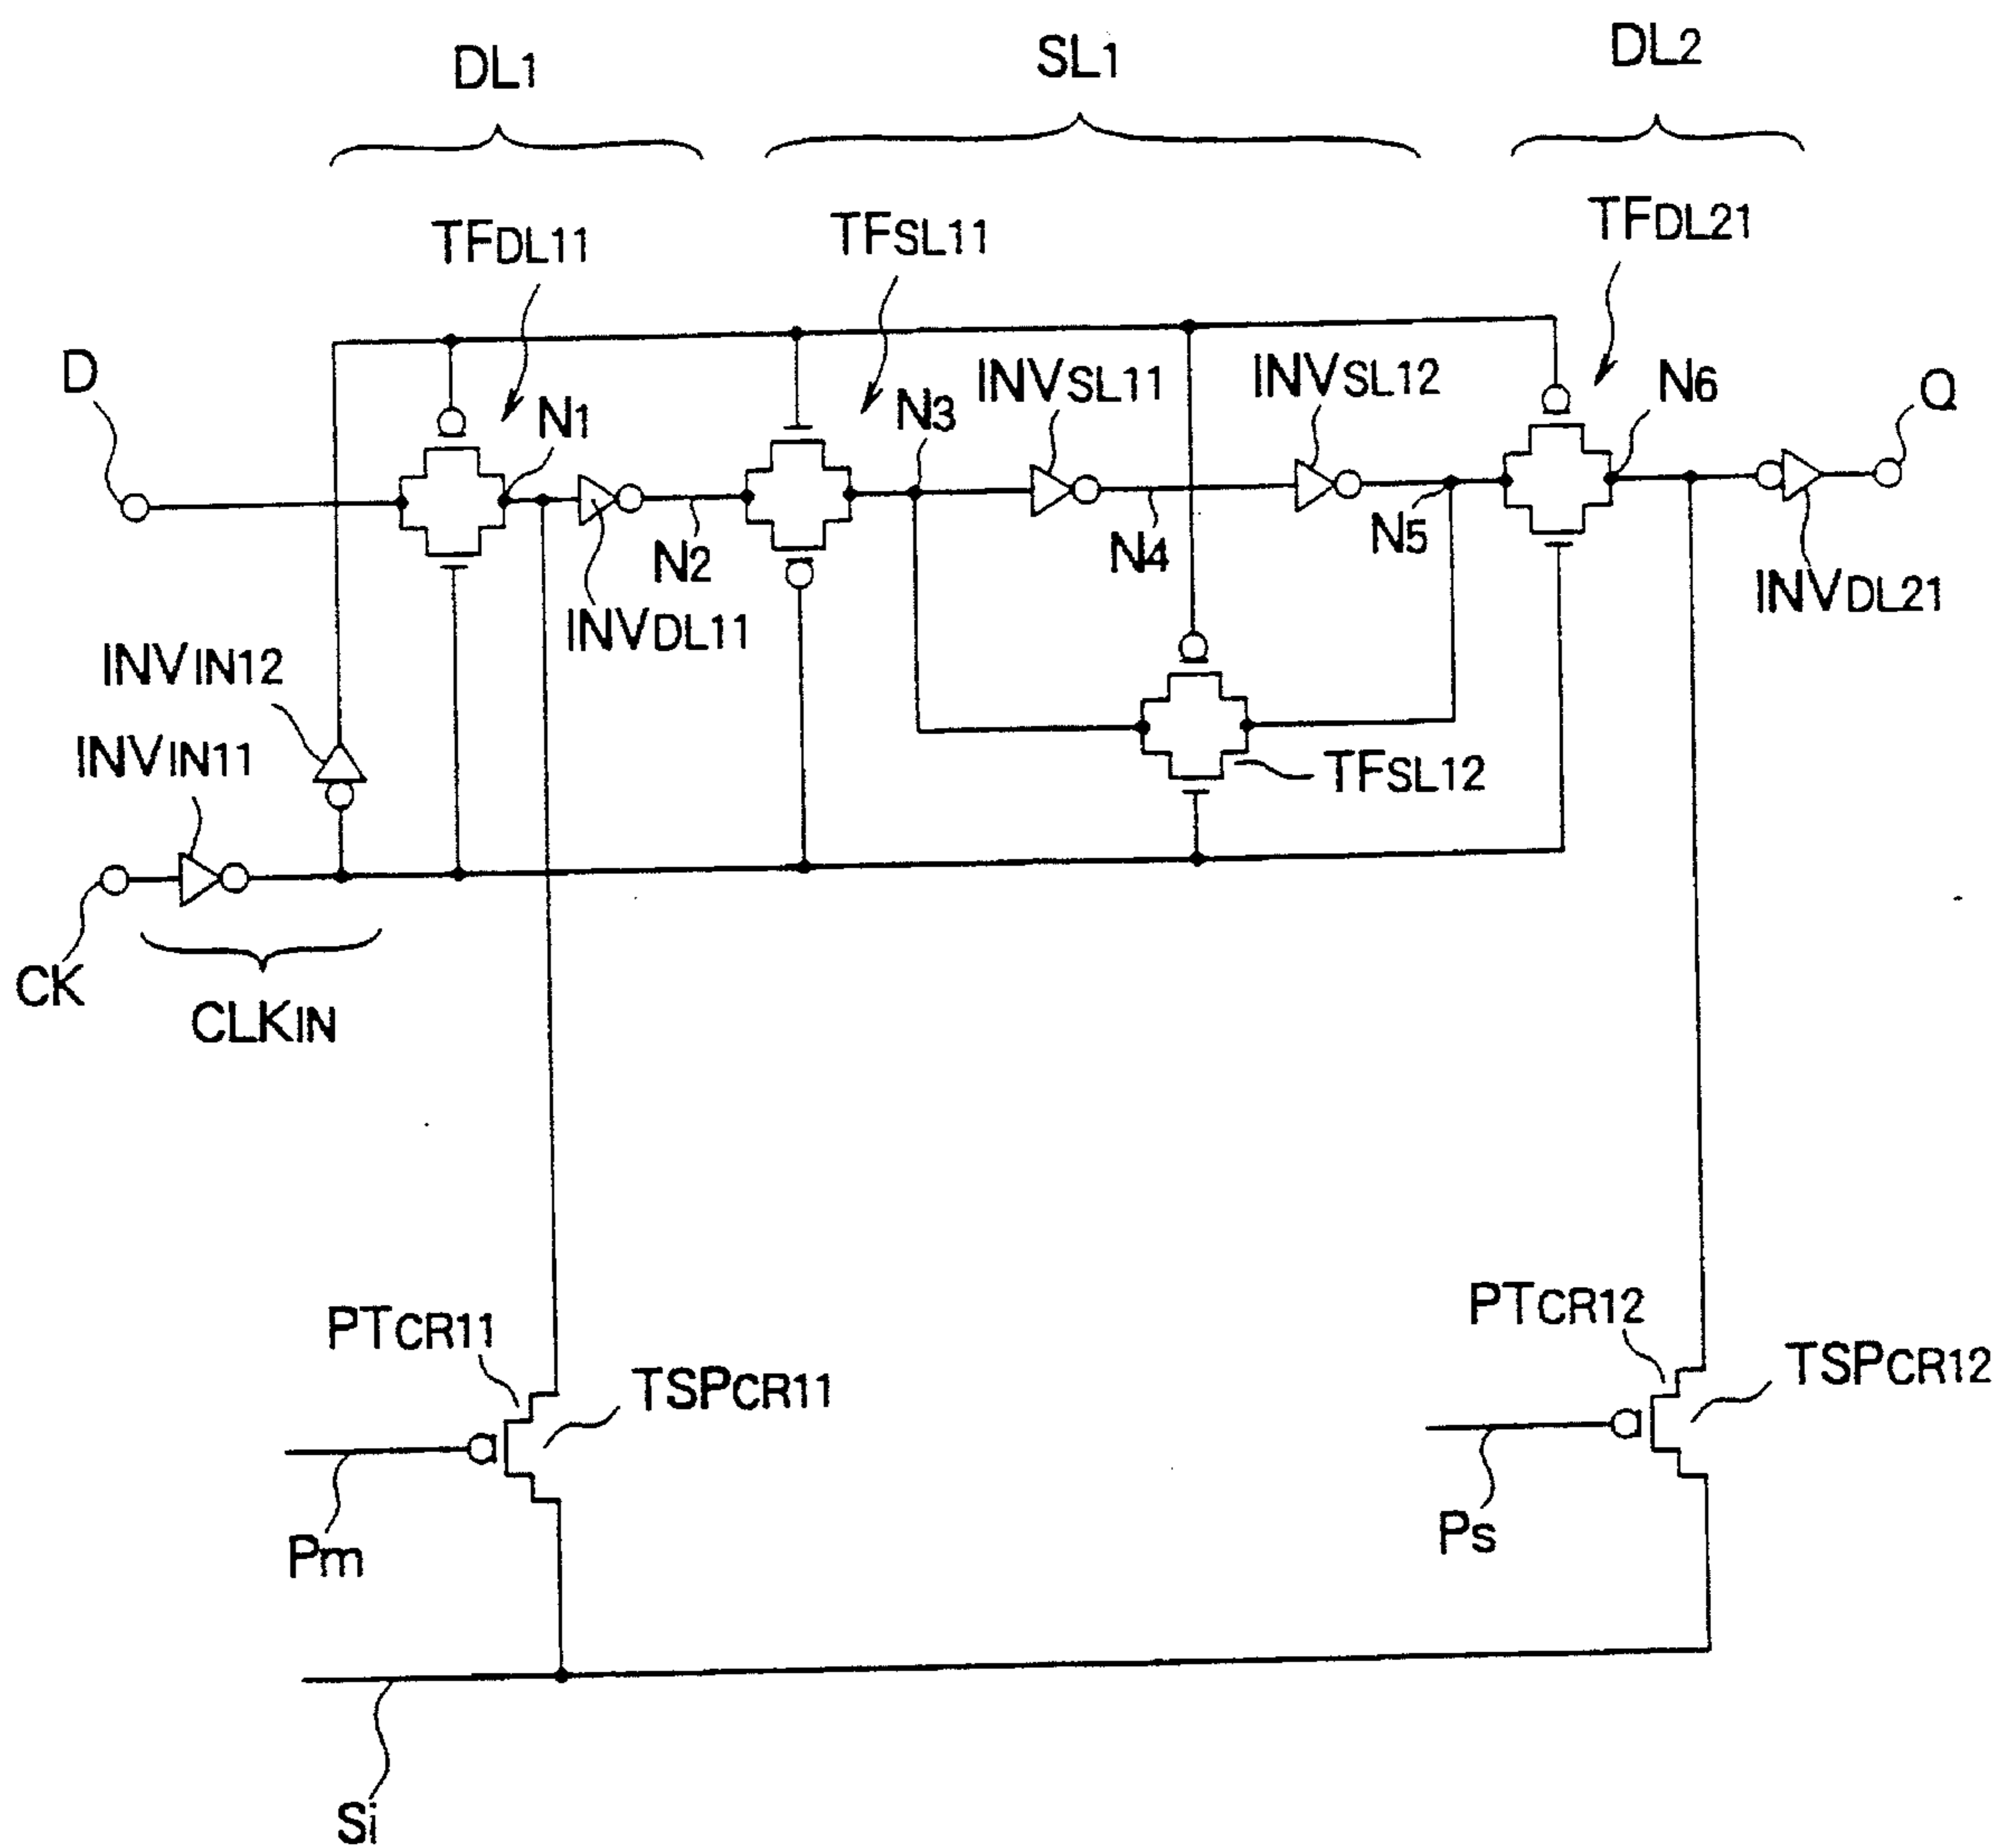 DL1
SL1
DL2
TFDL11
TFSL11
TFDL21
D
N1
N3
INVSL11
INVSL12
N6
Q
N2
INVDL11
N4
N5
INVDL21
INVIN12
INVIN11
TFSL12
CK
CLKIN
PTCR11
TSPCR11
PTCR12
TSPCR12
Pm
Ps
Si